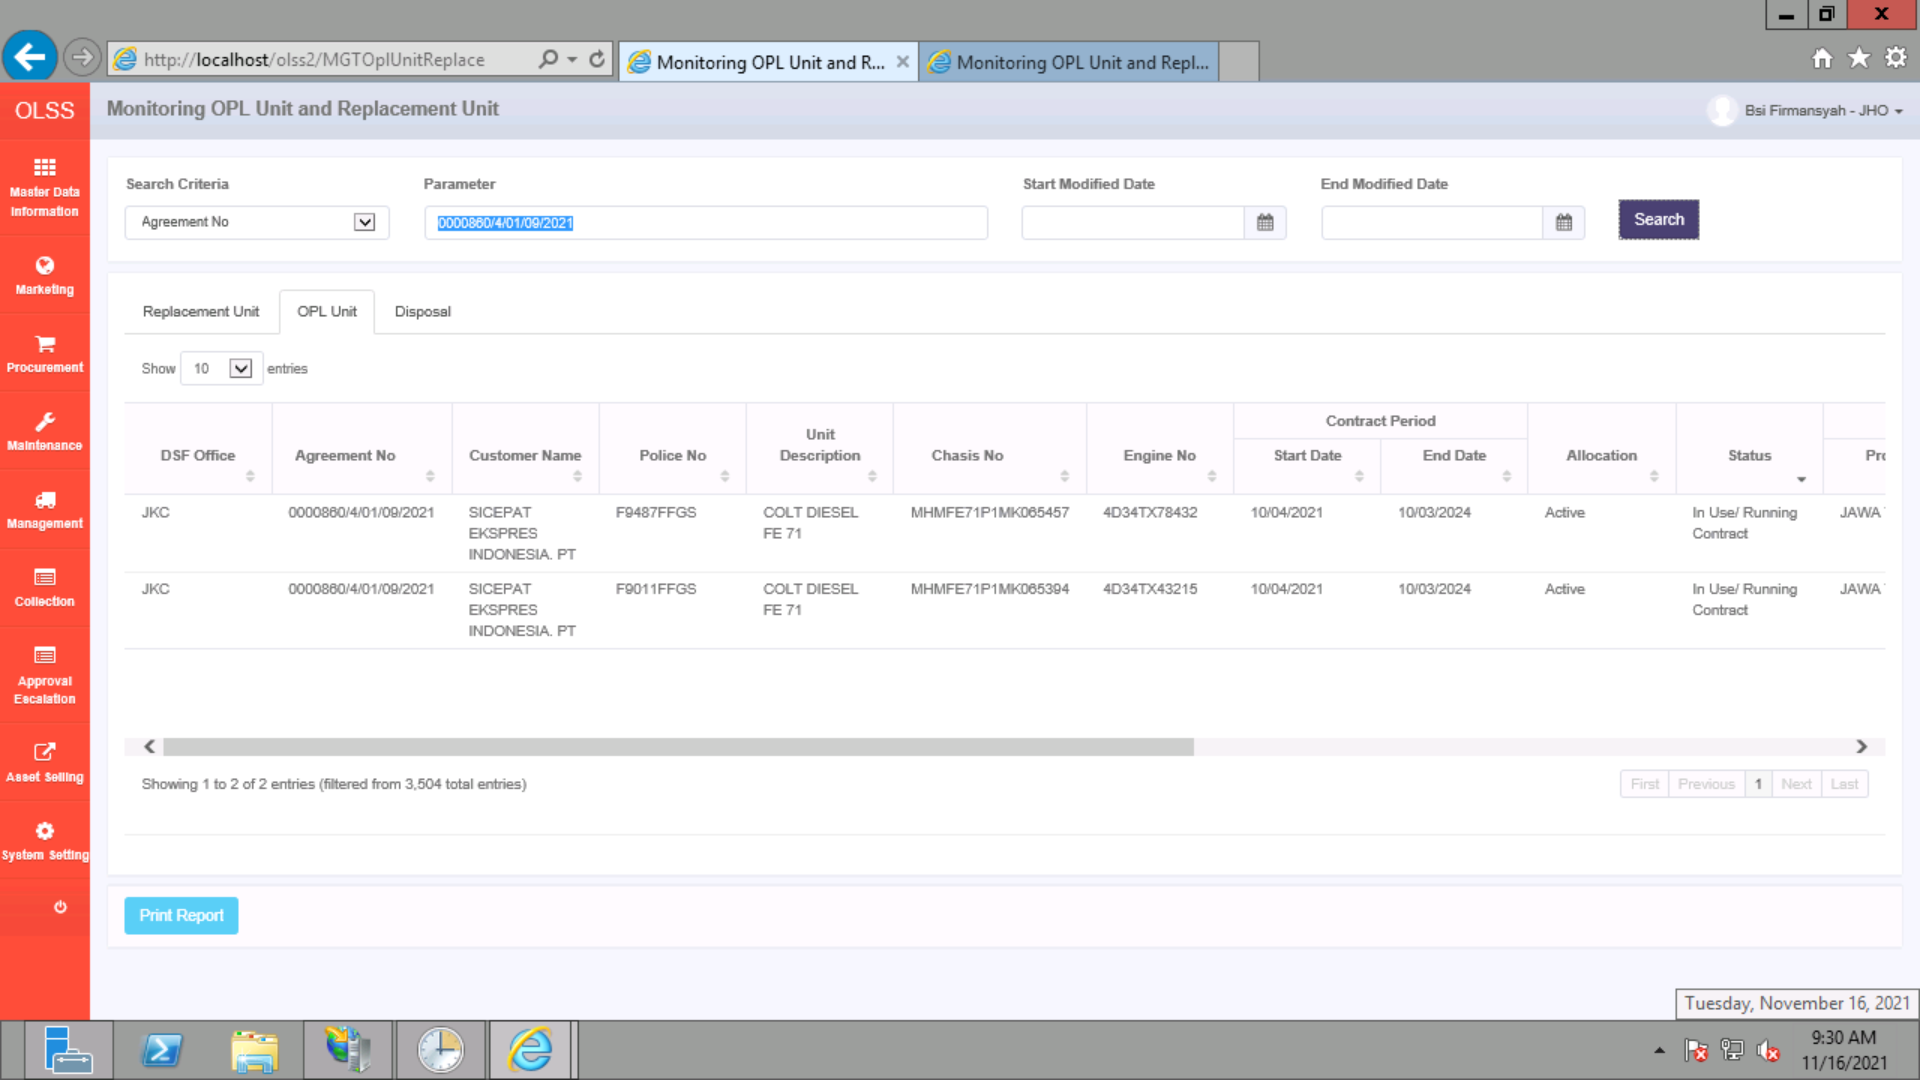 http://localhost/olss2/MGTOplUnitReplace
Monitoring OPL Unit and R...
Monitoring OPL Unit and Repl...
OLSS
Monitoring OPL Unit and Replacement Unit
Bsi Firmansyah - JHO
Master Data
Information
Marketing
Procurement
Maintenance
Management
Collection
Approval
Escalation
Asset Selling
System Setting
Search Criteria
Parameter
Start Modified Date
End Modified Date
Agreement No
0000860/4/01/09/2021
Search
Replacement Unit
OPL Unit
Disposal
Show 10 entries
Contract Period
DSF Office
Agreement No
Customer Name
Police No
Unit
Description
Chasis No
Engine No
Start Date
End Date
Allocation
Status
Pro
JKC 0000860/4/01/09/2021 SICEPAT F9487FFGS COLT DIESEL MHMFE71P1MK065457 4D34TX78432 10/04/2021 10/03/2024 Active In Use/ Running JAWA
EKSPRES FE 71 Contract
INDONESIA. PT
JKC 0000860/4/01/09/2021 SICEPAT F9011FFGS COLT DIESEL MHMFE71P1MK065394 4D34TX43215 10/04/2021 10/03/2024 Active In Use/ Running JAWA
EKSPRES FE 71 Contract
INDONESIA. PT
Showing 1 to 2 of 2 entries (filtered from 3,504 total entries)
First Previous 1 Next Last
Print Report
Tuesday, November 16, 2021
9:30 AM
11/16/2021